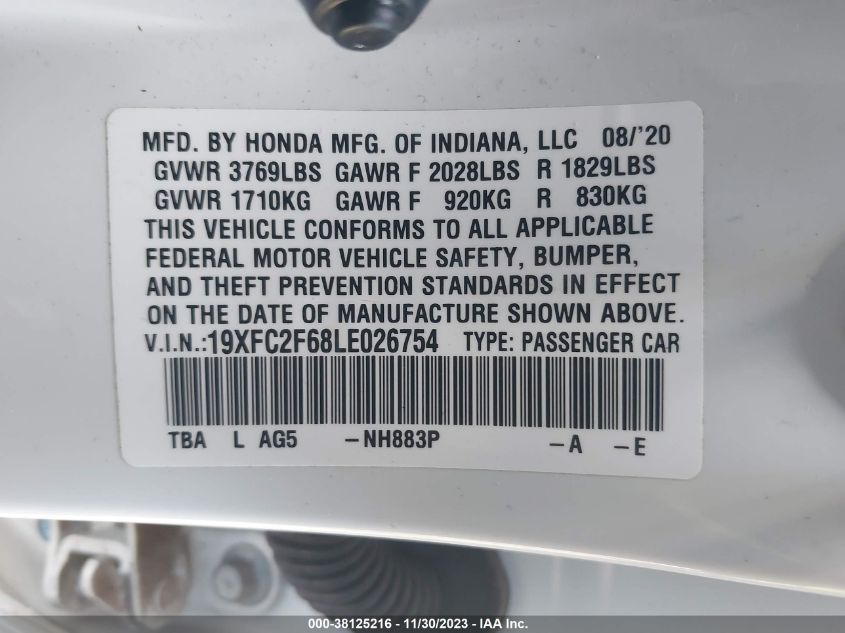 MFD. BY HONDA MFG. OF INDIANA, LLC 08/'20
GVWR 3769LBS GAWR F 2028LBS R 1829LBS
GVWR 1710KG GAWR F 920KG R 830KG
THIS VEHICLE CONFORMS TO ALL APPLICABLE
FEDERAL MOTOR VEHICLE SAFETY, BUMPER,
AND THEFT PREVENTION STANDARDS IN EFFECT
ON THE DATE OF MANUFACTURE SHOWN ABOVE.
V.I.N.:19XFC2F68LE026754 TYPE: PASSENGER CAR
TBA L AG5 –NH883P –A –E
000-38125216 - 11/30/2023 - IAA Inc.